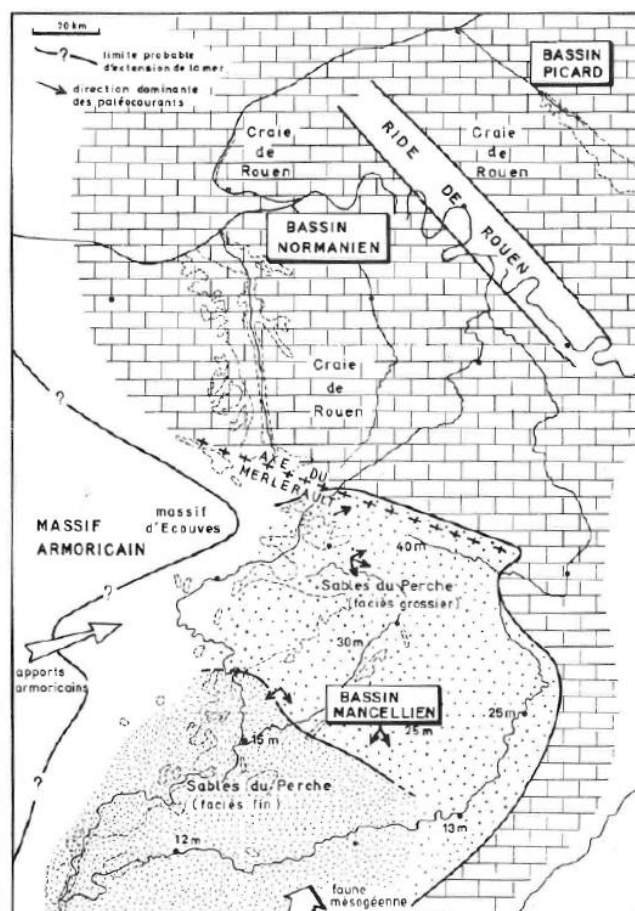 20 km
?
limite probable
d'extension de la mer
direction dominante
des paléocourants
BASSIN
PICARD
Craie
de
Rouen
Craie
de
Rouen
RIDE DE ROUEN
BASSIN
NORMANIEN
?
Craie
de
Rouen
AXE DU
MERLERAULT
massif
d'Ecouves
MASSIF
ARMORICAIN
40m
Sables du Perche
(faciès grossier)
?
30m
apports
armoricains
BASSIN
MANCELLIEN
25m
25m
15m
Sables du Perche
(faciès fin)
?
13m
12m
faune
mésogéenne